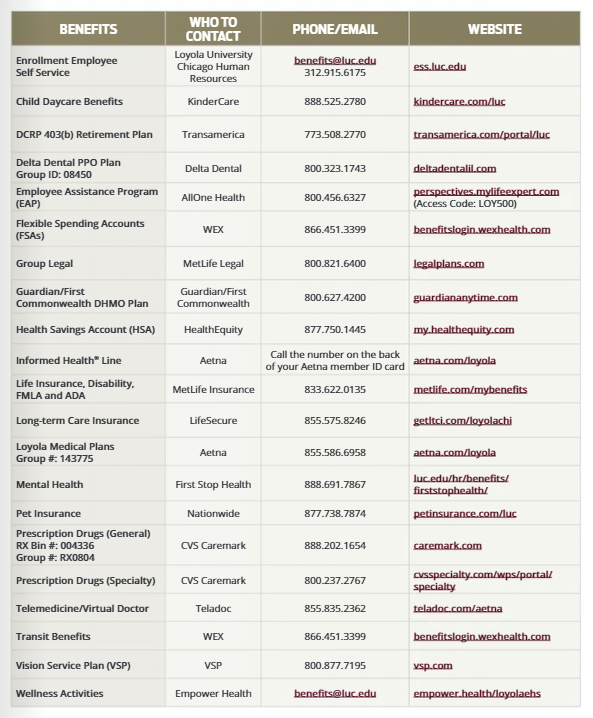 BENEFITS WHO TO CONTACT PHONE/EMAIL WEBSITE
Enrollment Employee Self Service Loyola University Chicago Human Resources benefits@luc.edu 312.915.6175 ess.luc.edu
Child Daycare Benefits KinderCare 888.525.2780 kindercare.com/luc
DCRP 403(b) Retirement Plan Transamerica 773.508.2770 transamerica.com/portal/luc
Delta Dental PPO Plan Group ID: 08450 Delta Dental 800.323.1743 deltadentalil.com
Employee Assistance Program (EAP) AllOne Health 800.456.6327 perspectives.mylifeexpert.com (Access Code: LOY500)
Flexible Spending Accounts (FSAs) WEX 866.451.3399 benefitslogin.wexhealth.com
Group Legal MetLife Legal 800.821.6400 legalplans.com
Guardian/First Commonwealth DHMO Plan Guardian/First Commonwealth 800.627.4200 guardiananytime.com
Health Savings Account (HSA) HealthEquity 877.750.1445 my.healthequity.com
Informed Health® Line Aetna Call the number on the back of your Aetna member ID card aetna.com/loyola
Life Insurance, Disability, FMLA and ADA MetLife Insurance 833.622.0135 metlife.com/mybenefits
Long-term Care Insurance LifeSecure 855.575.8246 getltci.com/loyolachi
Loyola Medical Plans Group #: 143775 Aetna 855.586.6958 aetna.com/loyola
Mental Health First Stop Health 888.691.7867 luc.edu/hr/benefits/firststophealth/
Pet Insurance Nationwide 877.738.7874 petinsurance.com/luc
Prescription Drugs (General) RX Bin #: 004336 Group #: RX0804 CVS Caremark 888.202.1654 caremark.com
Prescription Drugs (Specialty) CVS Caremark 800.237.2767 cvsspecialty.com/wps/portal/specialty
Telemedicine/Virtual Doctor Teladoc 855.835.2362 teladoc.com/aetna
Transit Benefits WEX 866.451.3399 benefitslogin.wexhealth.com
Vision Service Plan (VSP) VSP 800.877.7195 vsp.com
Wellness Activities Empower Health benefits@luc.edu empower.health/loyolaehs